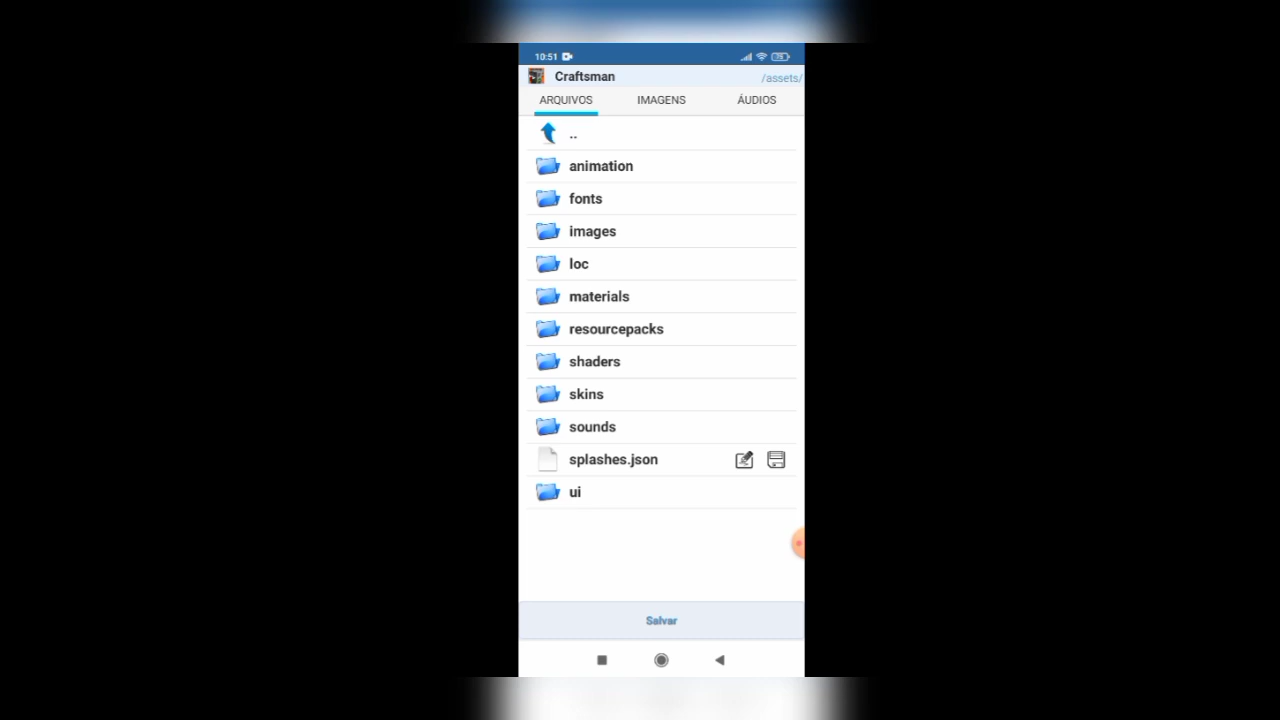 10:51
75
Craftsman
/assets/
ARQUIVOS IMAGENS ÁUDIOS
..
animation
fonts
images
loc
materials
resourcepacks
shaders
skins
sounds
splashes.json
ui
Salvar